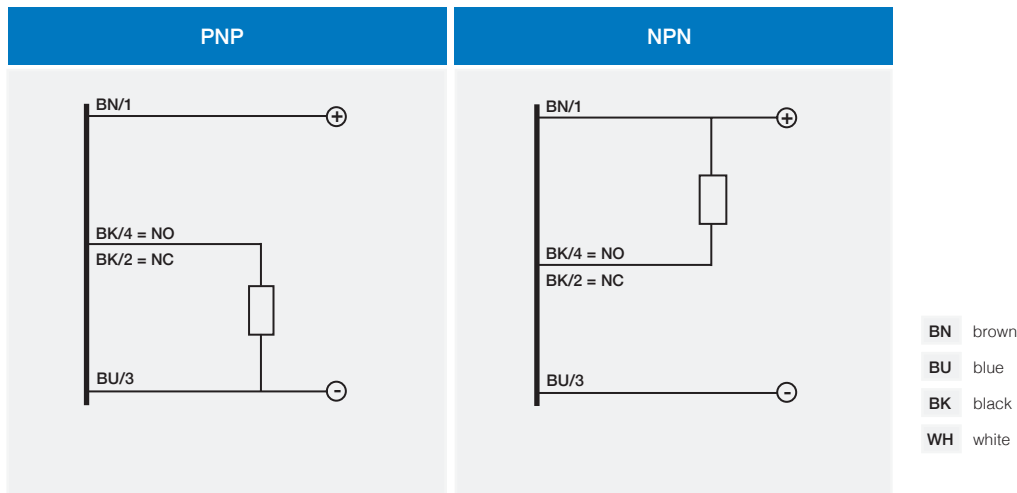 PNP
BN/1
+
BK/4 = NO
BK/2 = NC
BU/3
-
NPN
BN/1
+
BK/4 = NO
BK/2 = NC
BU/3
-
BN brown
BU blue
BK black
WH white